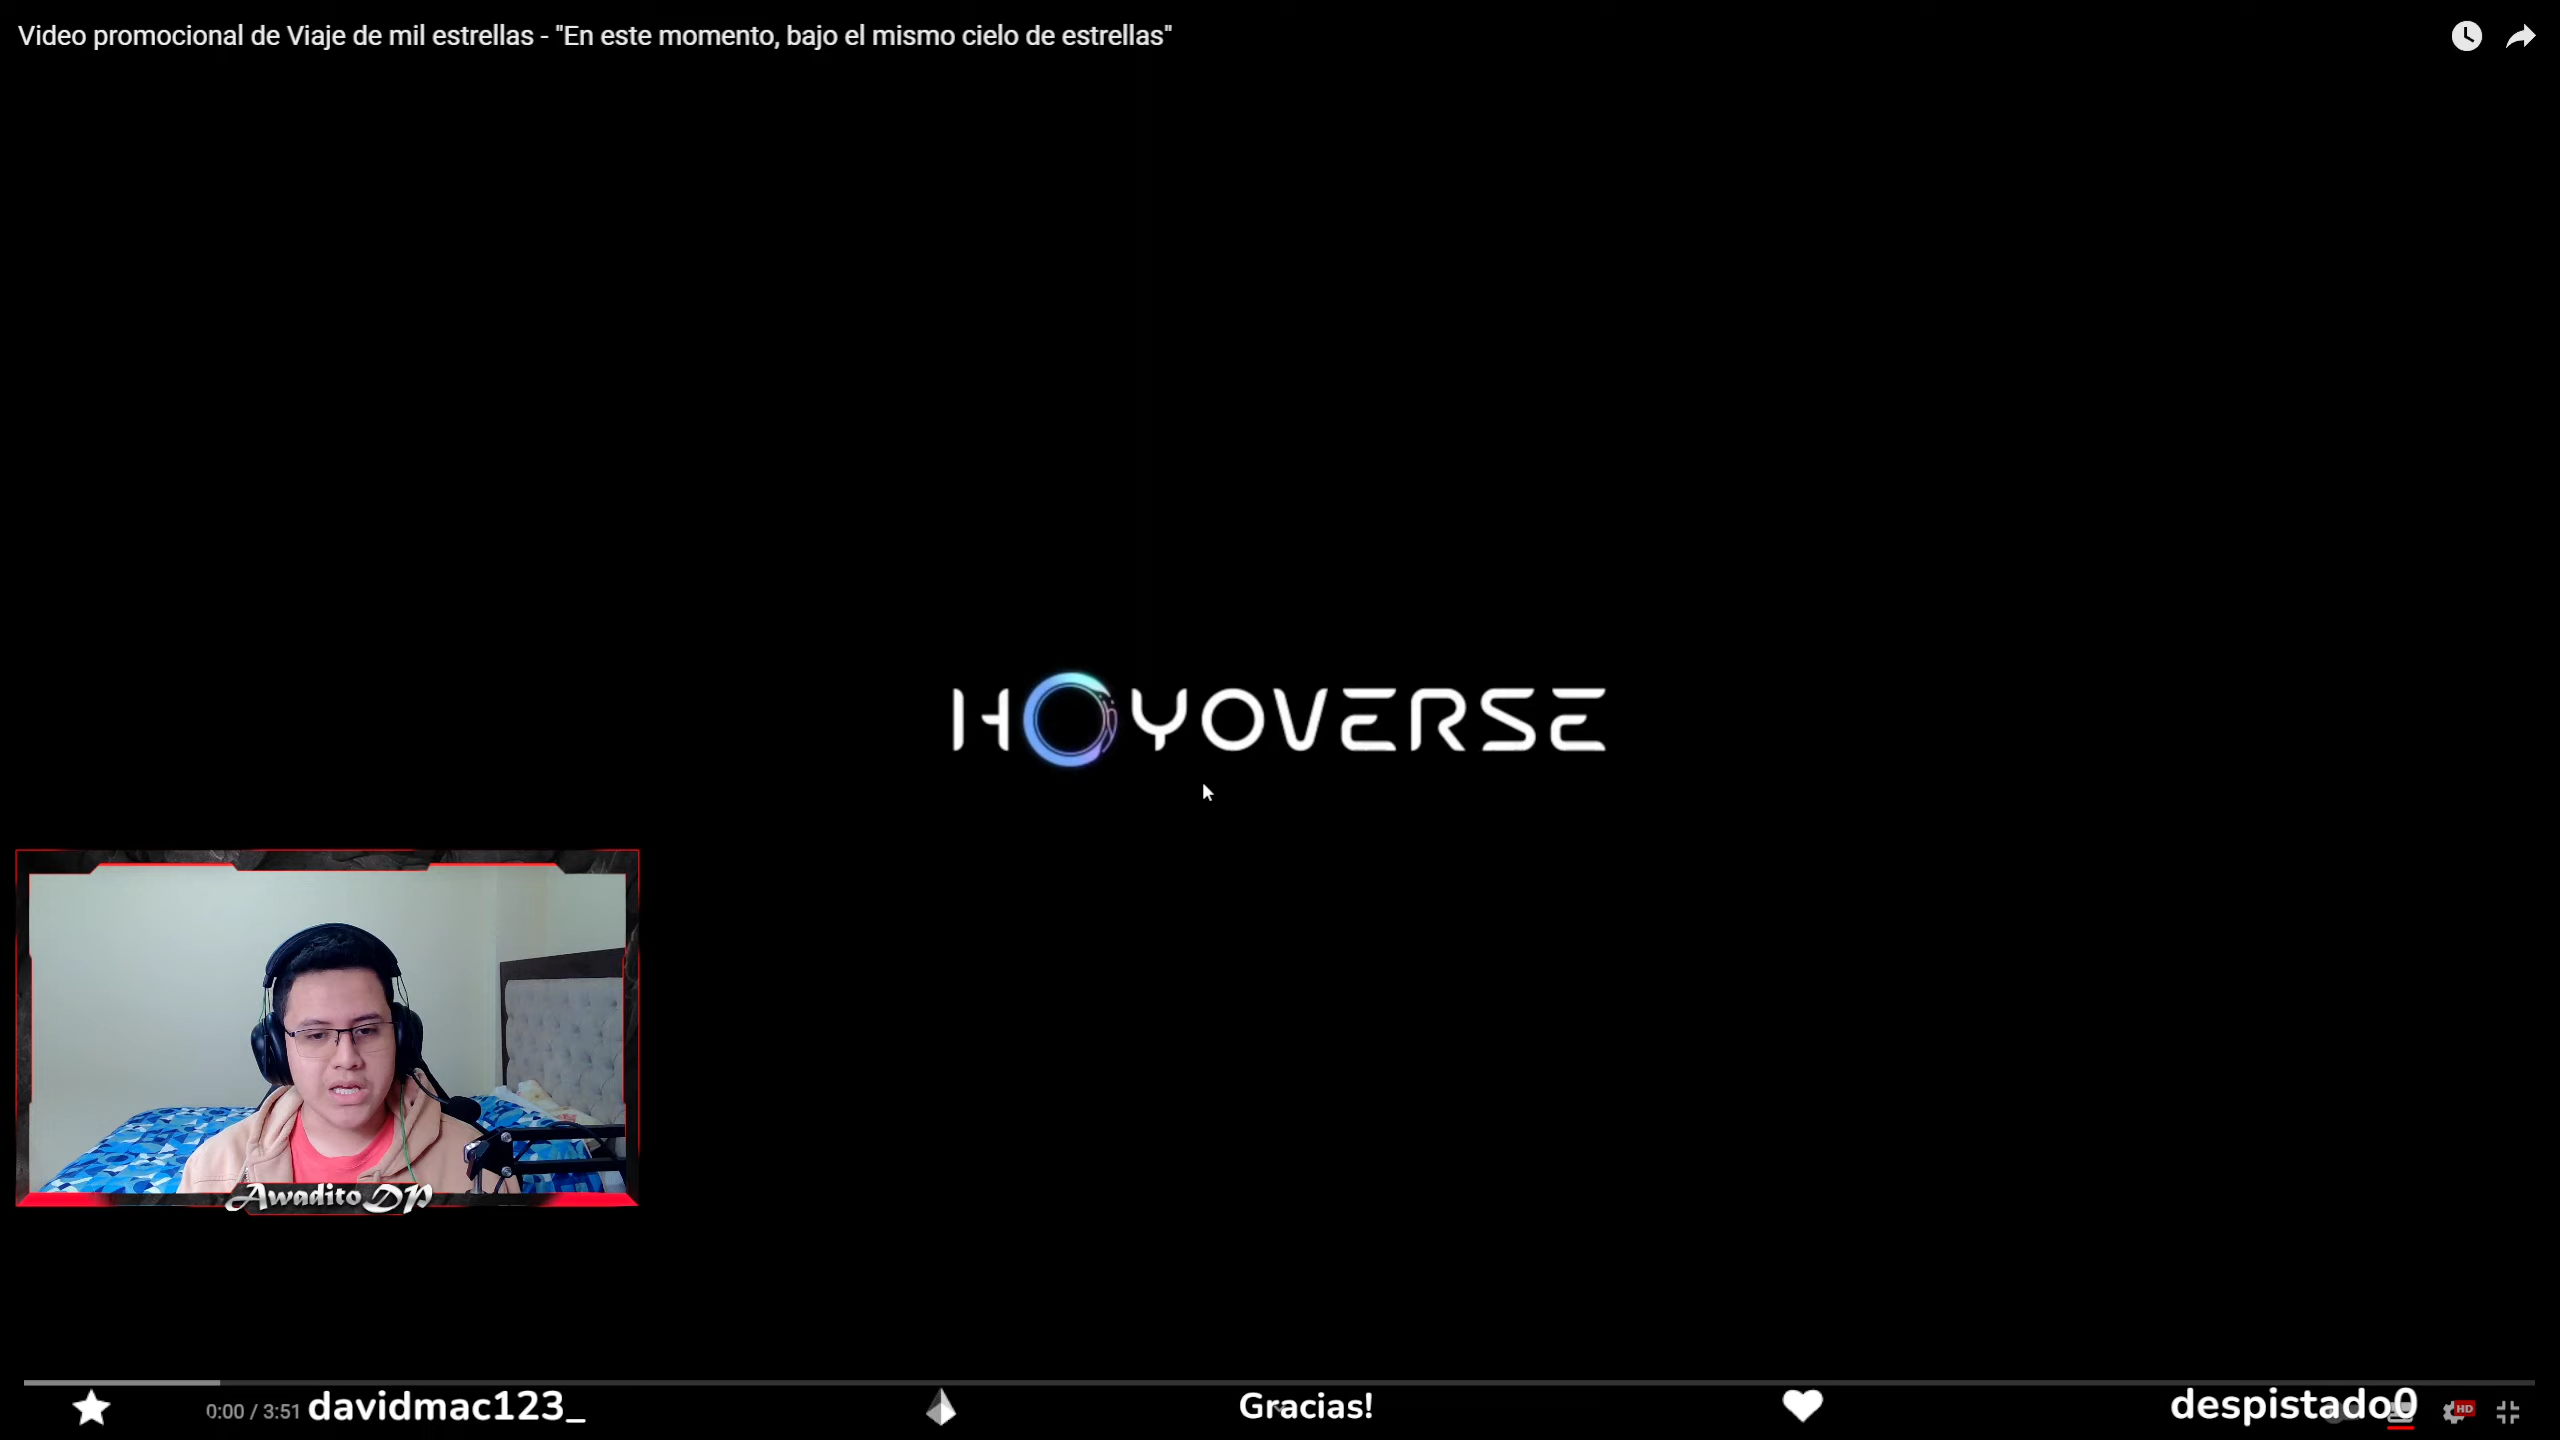 Video promocional de Viaje de mil estrellas - "En este momento, bajo el mismo cielo de estrellas"
HOYOVERSE
Awadito DP
0:00 / 3:51 davidmac123_ Gracias! despistado0 HD